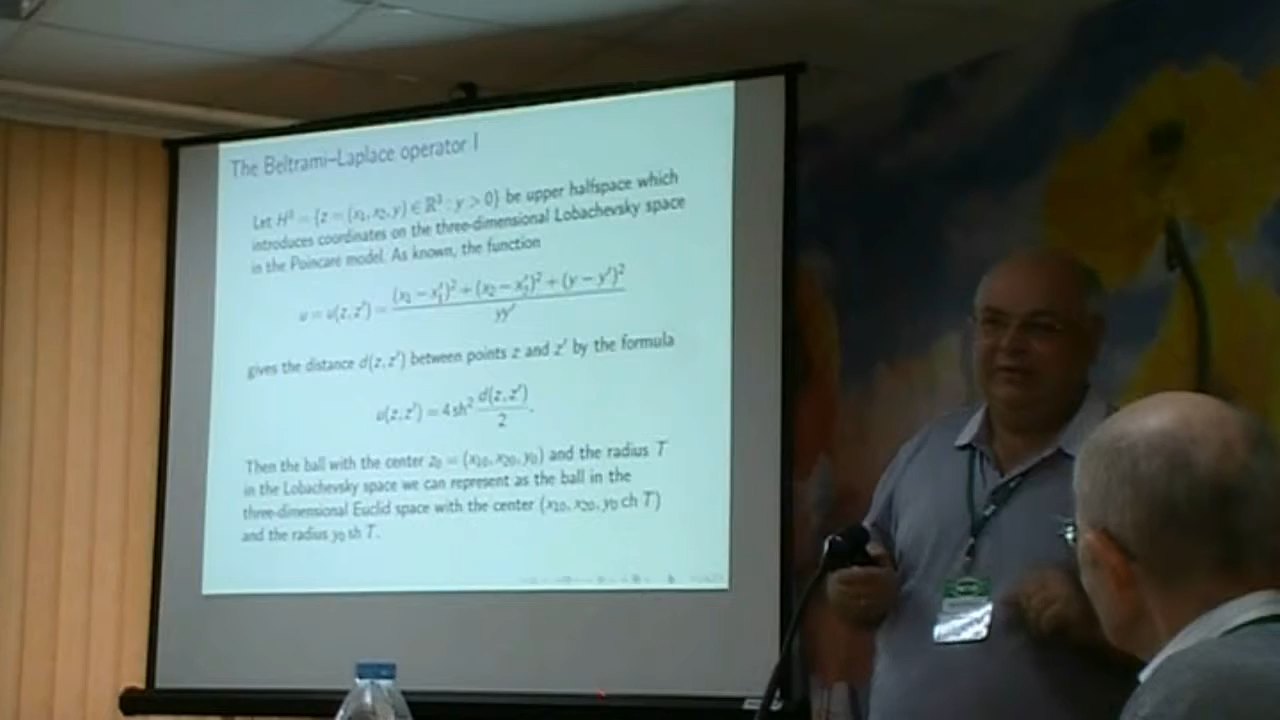 The Beltrami–Laplace operator I
Let H³ = {z = (x₁, x₂, y) ∈ ℝ³ : y > 0} be upper halfspace which
introduces coordinates on the three-dimensional Lobachevsky space
in the Poincaré model. As known, the function
u = u(z, z′) = ((x₁ − x′₁)² + (x₂ − x′₂)² + (y − y′)²) / yy′
gives the distance d(z, z′) between points z and z′ by the formula
u(z, z′) = 4 sh² d(z, z′) / 2.
Then the ball with the center z₀ = (x₁₀, x₂₀, y₀) and the radius T
in the Lobachevsky space we can represent as the ball in the
three-dimensional Euclid space with the center (x₁₀, x₂₀, y₀ ch T)
and the radius y₀ sh T.